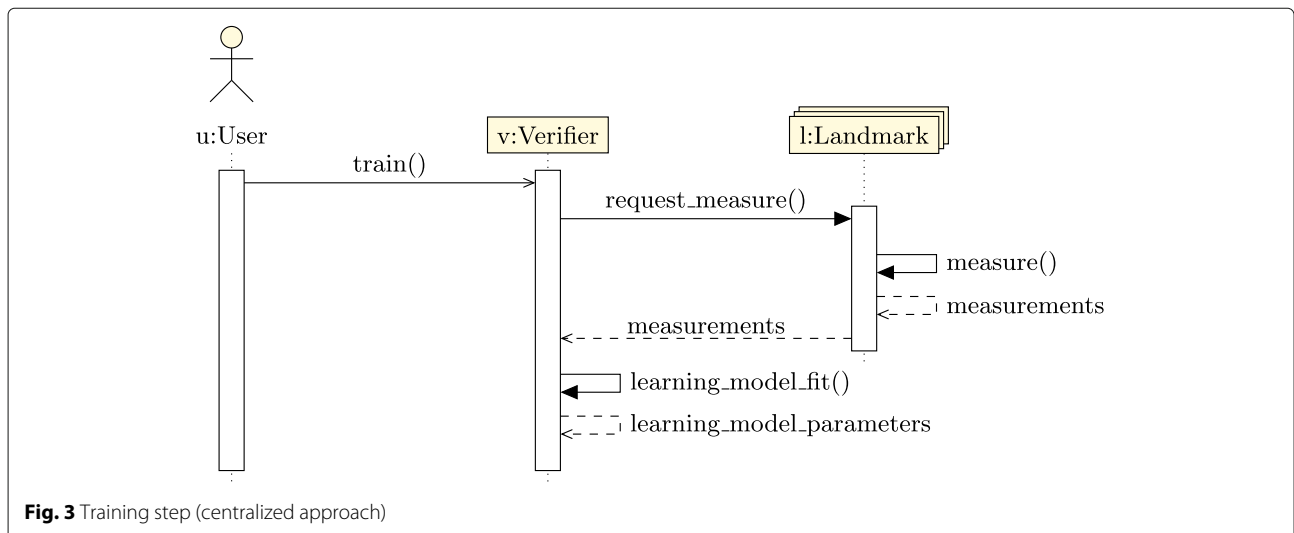 u:User
v:Verifier
l:Landmark
train()
request_measure()
measure()
measurements
measurements
learning_model_fit()
learning_model_parameters
Fig. 3 Training step (centralized approach)